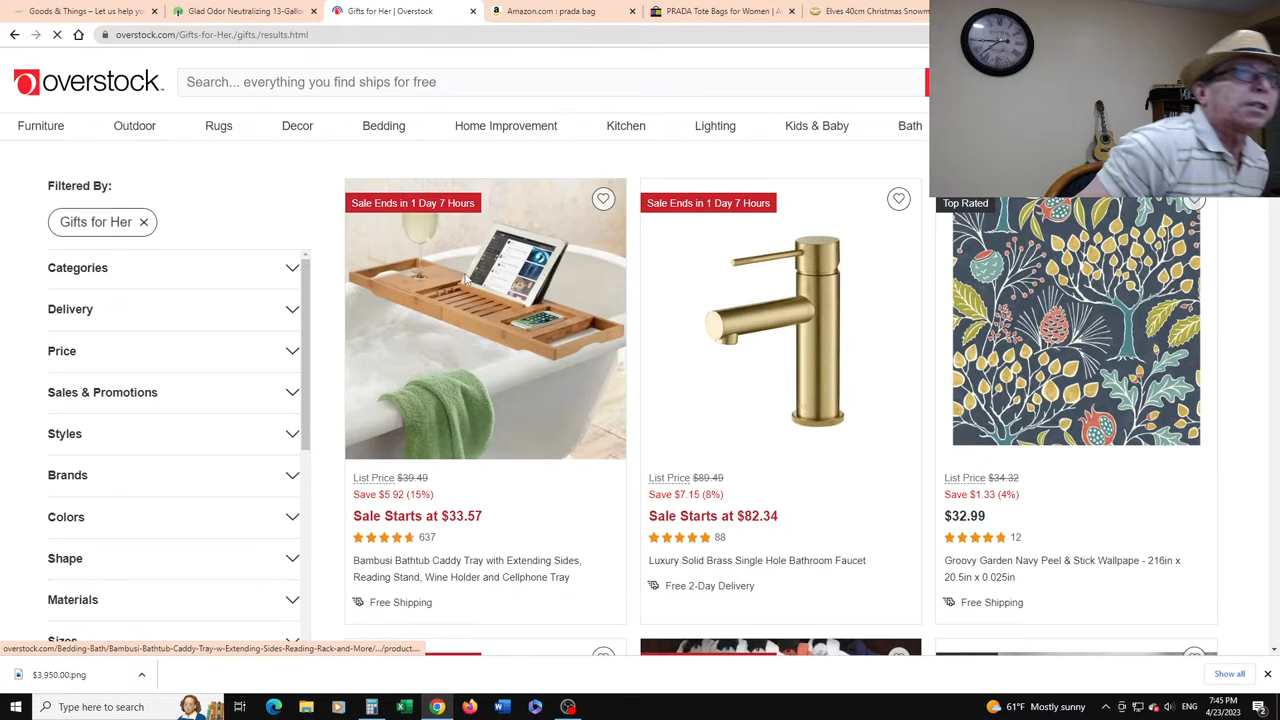 Goods & Things – Let us help yo
Glad Odor Neutralizing 13-Gallo
Gifts for Her | Overstock
Amazon.com : prada bag
PRADA Tote Bags for Women | A
Elves 40cm Christmas Snowm
overstock.com/Gifts-for-Her,/gifts,/results.html
overstock™
Search... everything you find ships for free
Furniture
Outdoor
Rugs
Decor
Bedding
Home Improvement
Kitchen
Lighting
Kids & Baby
Bath
Filtered By:
Gifts for Her
Categories
Delivery
Price
Sales & Promotions
Styles
Brands
Colors
Shape
Materials
Sizes
Sale Ends in 1 Day 7 Hours
List Price $39.49
Save $5.92 (15%)
Sale Starts at $33.57
637
Bambusi Bathtub Caddy Tray with Extending Sides,
Reading Stand, Wine Holder and Cellphone Tray
Free Shipping
Sale Ends in 1 Day 7 Hours
List Price $89.49
Save $7.15 (8%)
Sale Starts at $82.34
88
Luxury Solid Brass Single Hole Bathroom Faucet
Free 2-Day Delivery
Top Rated
List Price $34.32
Save $1.33 (4%)
$32.99
12
Groovy Garden Navy Peel & Stick Wallpape - 216in x
20.5in x 0.025in
Free Shipping
overstock.com/Bedding-Bath/Bambusi-Bathtub-Caddy-Tray-w-Extending-Sides-Reading-Rack-and-More/.../product....
$3,950.00.png
Show all
Type here to search
61°F Mostly sunny
ENG
7:45 PM
4/23/2023
2